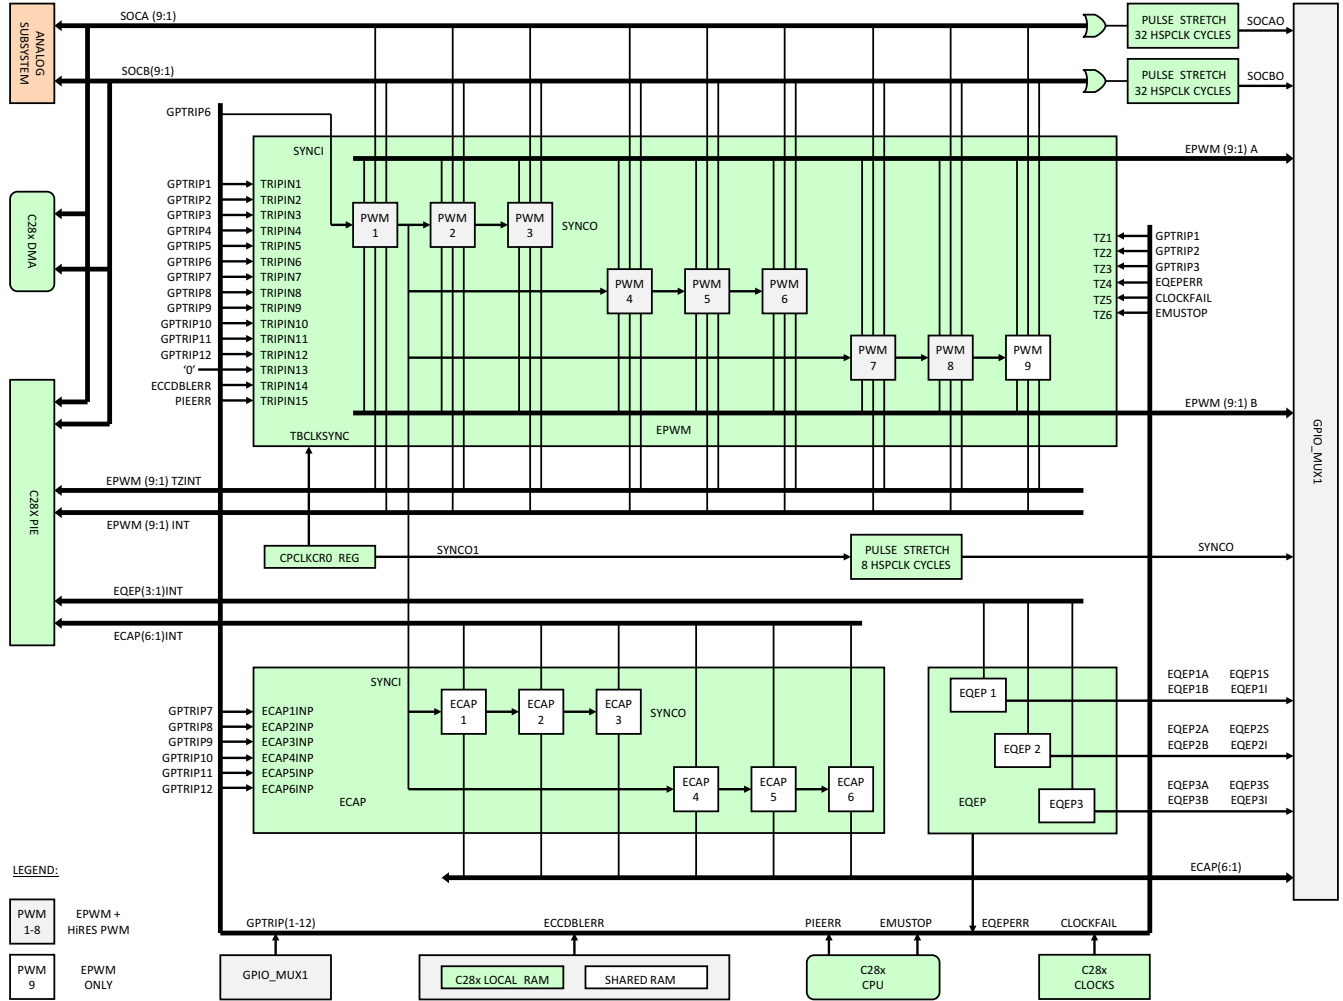 SOCA (9:1)
ANALOG
SUBSYSTEM
PULSE STRETCH
32 HSPCLK CYCLES
SOCAO
SOCB(9:1)
PULSE STRETCH
32 HSPCLK CYCLES
SOCBO
GPTRIP6
SYNCI
EPWM (9:1) A
GPTRIP1
TRIPIN1
GPTRIP2
TRIPIN2
GPTRIP3
TRIPIN3
GPTRIP4
TRIPIN4
GPTRIP5
TRIPIN5
GPTRIP6
TRIPIN6
GPTRIP7
TRIPIN7
GPTRIP8
TRIPIN8
GPTRIP9
TRIPIN9
GPTRIP10
TRIPIN10
GPTRIP11
TRIPIN11
GPTRIP12
TRIPIN12
‘0’
TRIPIN13
ECCDBLERR
TRIPIN14
PIEERR
TRIPIN15
C28x DMA
PWM
1
PWM
2
PWM
3
SYNCO
PWM
4
PWM
5
PWM
6
PWM
7
PWM
8
PWM
9
TZ1
GPTRIP1
TZ2
GPTRIP2
TZ3
GPTRIP3
TZ4
EQEPERR
TZ5
CLOCKFAIL
TZ6
EMUSTOP
EPWM (9:1) B
EPWM
TBCLKSYNC
GPIO_MUX1
C28X PIE
EPWM (9:1) TZINT
EPWM (9:1) INT
CPCLKCR0 REG
SYNCO1
PULSE STRETCH
8 HSPCLK CYCLES
SYNCO
EQEP(3:1)INT
ECAP(6:1)INT
SYNCI
GPTRIP7
ECAP1INP
GPTRIP8
ECAP2INP
GPTRIP9
ECAP3INP
GPTRIP10
ECAP4INP
GPTRIP11
ECAP5INP
GPTRIP12
ECAP6INP
ECAP
ECAP
1
ECAP
2
ECAP
3
SYNCO
ECAP
4
ECAP
5
ECAP
6
EQEP 1
EQEP 2
EQEP3
EQEP
EQEP1A EQEP1S
EQEP1B EQEP1I
EQEP2A EQEP2S
EQEP2B EQEP2I
EQEP3A EQEP3S
EQEP3B EQEP3I
ECAP(6:1)
LEGEND:
PWM
1-8
EPWM +
HiRES PWM
PWM
9
EPWM
ONLY
GPTRIP(1-12)
ECCDBLERR
PIEERR
EMUSTOP
EQEPERR
CLOCKFAIL
GPIO_MUX1
C28x LOCAL RAM
SHARED RAM
C28x
CPU
C28x
CLOCKS